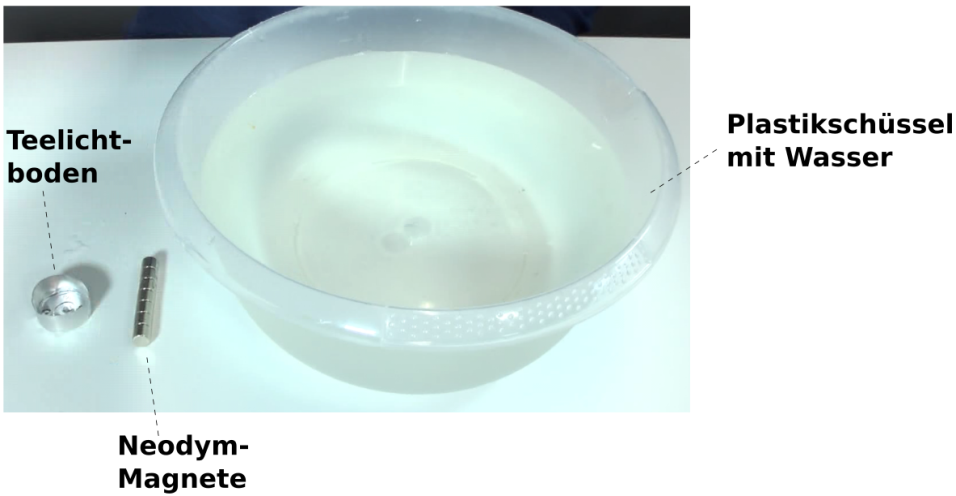 Teelicht-
boden
Plastikschüssel
mit Wasser
Neodym-
Magnete